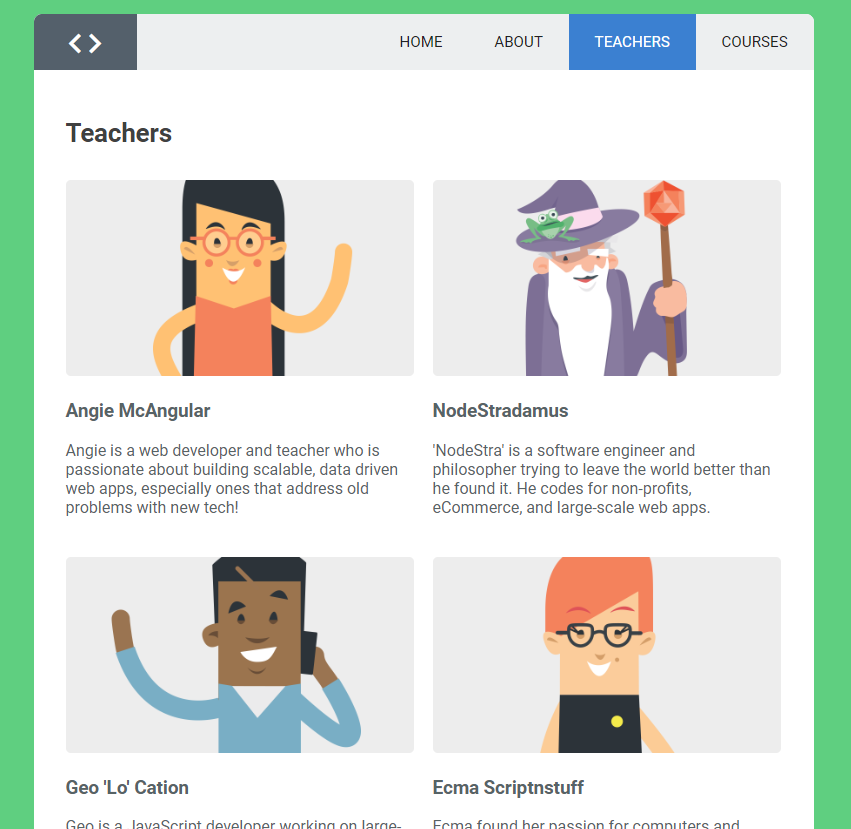 HOME ABOUT TEACHERS COURSES
Teachers
Angie McAngular
Angie is a web developer and teacher who is
passionate about building scalable, data driven
web apps, especially ones that address old
problems with new tech!
NodeStradamus
'NodeStra' is a software engineer and
philosopher trying to leave the world better than
he found it. He codes for non-profits,
eCommerce, and large-scale web apps.
Geo 'Lo' Cation
Geo is a JavaScript developer working on large-
Ecma Scriptnstuff
Ecma found her passion for computers and